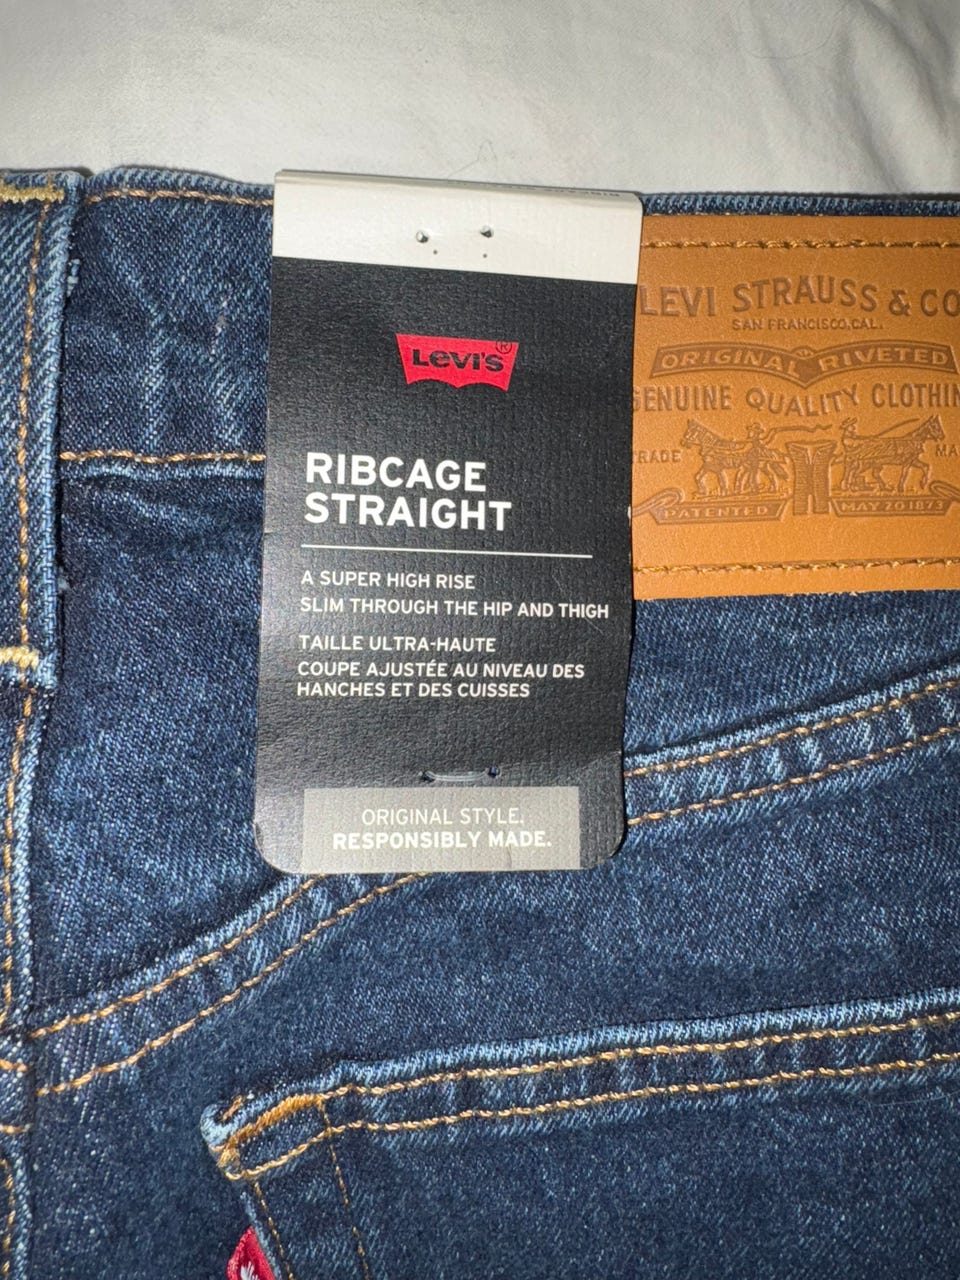 LEVI'S®
RIBCAGE
STRAIGHT
A SUPER HIGH RISE
SLIM THROUGH THE HIP AND THIGH
TAILLE ULTRA-HAUTE
COUPE AJUSTÉE AU NIVEAU DES
HANCHES ET DES CUISSES
ORIGINAL STYLE.
RESPONSIBLY MADE.
LEVI STRAUSS & CO
SAN FRANCISCO, CAL.
ORIGINAL RIVETED
GENUINE QUALITY CLOTHIN
TRADE MA
PATENTED MAY 20 1873